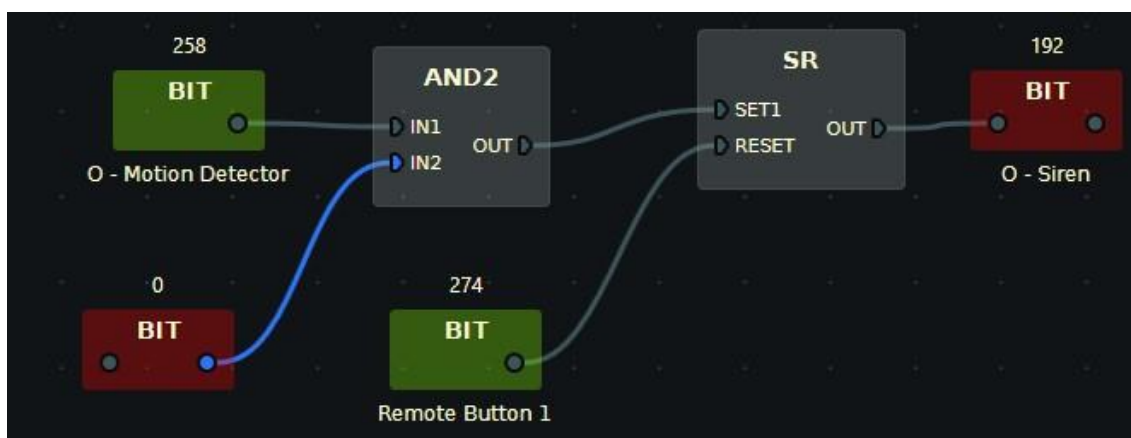 258
BIT
O - Motion Detector
AND2
IN1
IN2
OUT
SR
SET1
RESET
OUT
192
BIT
O - Siren
0
BIT
274
BIT
Remote Button 1